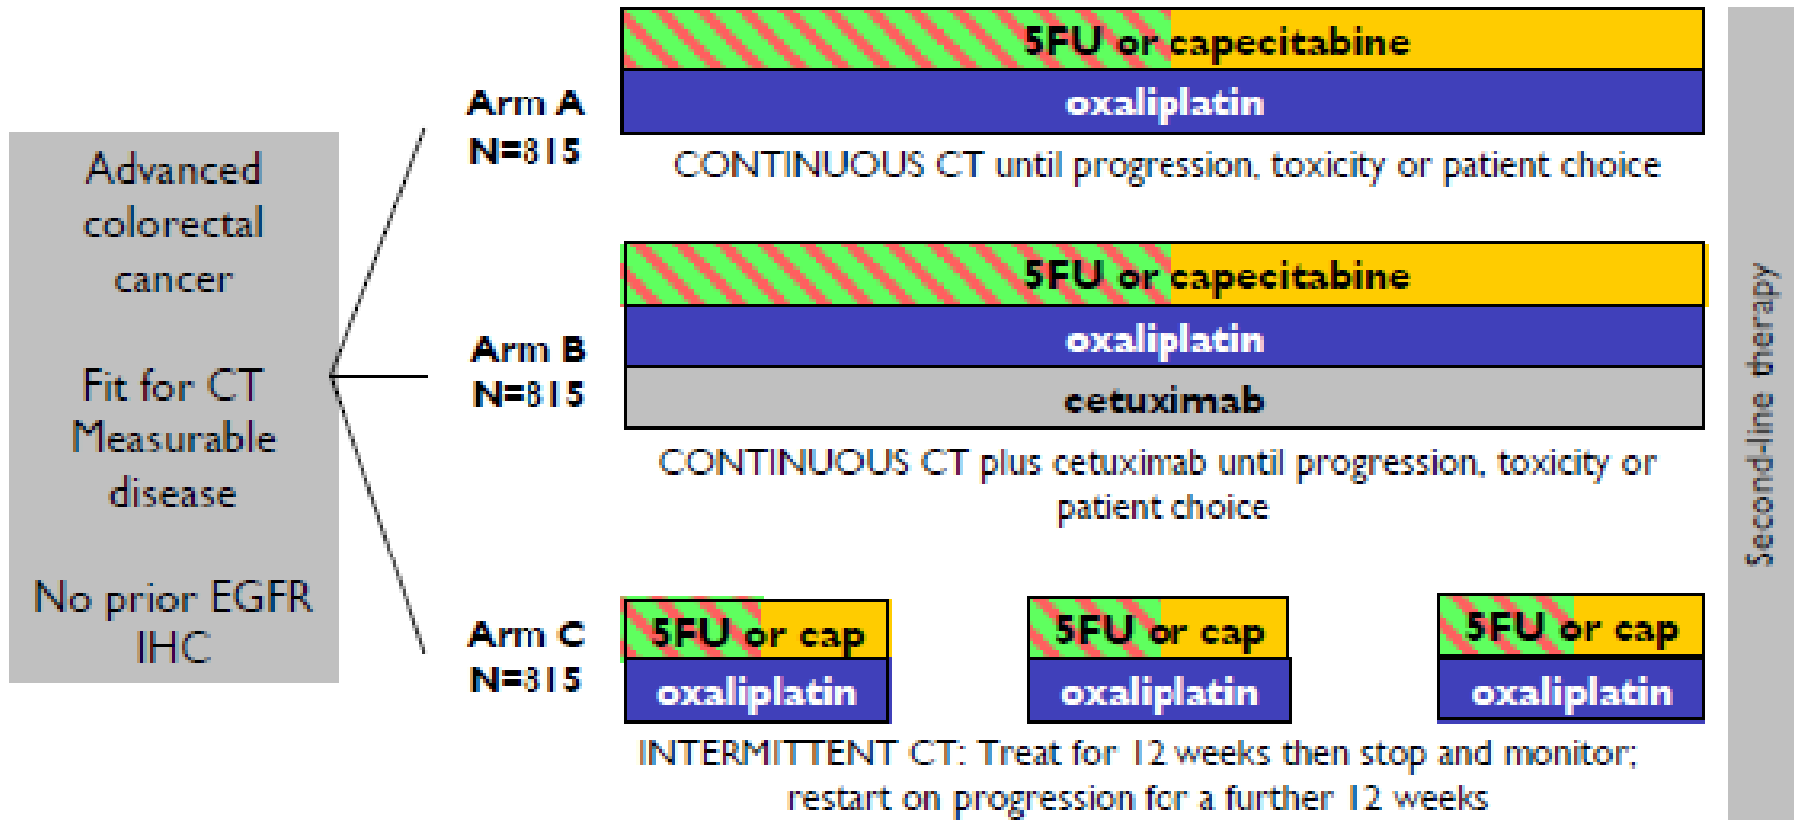 Advanced
colorectal
cancer
Fit for CT
Measurable
disease
No prior EGFR
IHC
Arm A
N=815
5FU or capecitabine
oxaliplatin
CONTINUOUS CT until progression, toxicity or patient choice
Arm B
N=815
5FU or capecitabine
oxaliplatin
cetuximab
CONTINUOUS CT plus cetuximab until progression, toxicity or
patient choice
Arm C
N=815
5FU or cap
oxaliplatin
5FU or cap
oxaliplatin
5FU or cap
oxaliplatin
INTERMITTENT CT: Treat for 12 weeks then stop and monitor;
restart on progression for a further 12 weeks
Second-line therapy